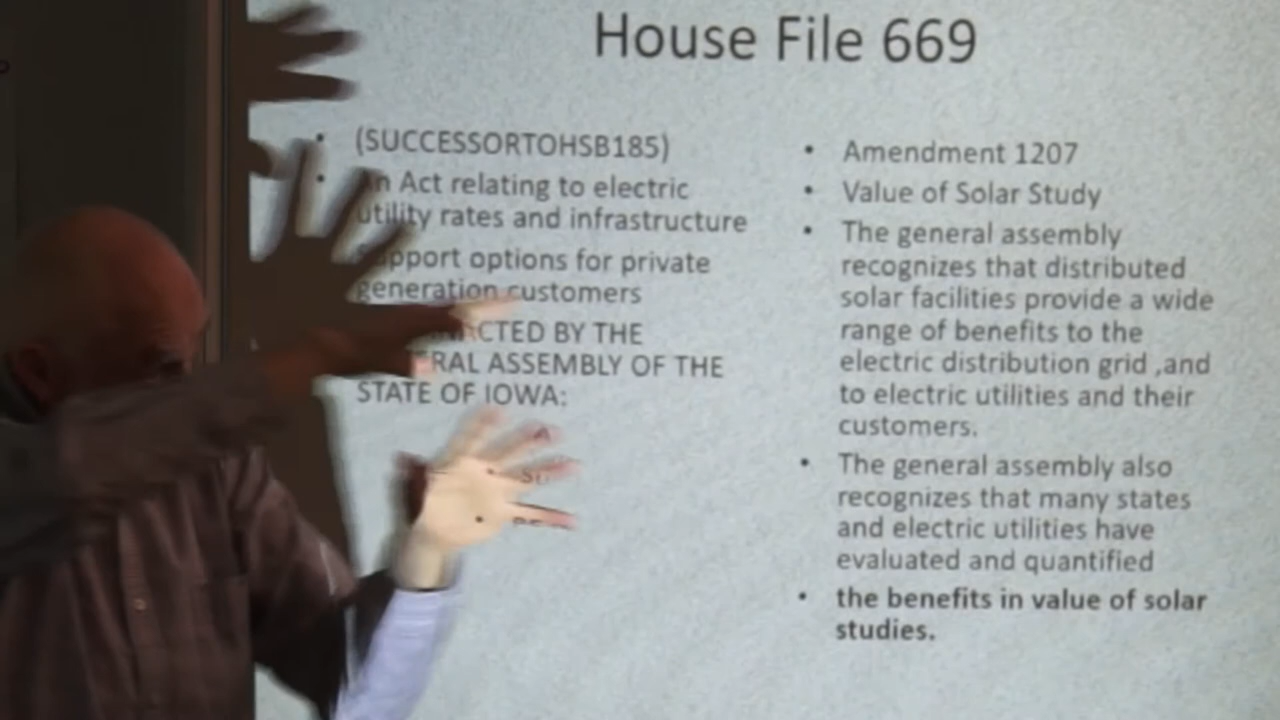 House File 669
• (SUCCESSORTOHSB185)
• An Act relating to electric
utility rates and infrastructure
support options for private
generation customers
BY THE
ASSEMBLY OF THE
STATE OF IOWA:
• Amendment 1207
• Value of Solar Study
• The general assembly
recognizes that distributed
solar facilities provide a wide
range of benefits to the
electric distribution grid ,and
to electric utilities and their
customers.
• The general assembly also
recognizes that many states
and electric utilities have
evaluated and quantified
• the benefits in value of solar
studies.